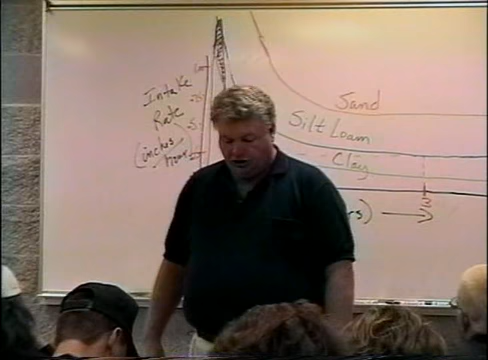 Intake
Rate
(inches
hour)
Sand
Silt Loam
Clay
rs)
3